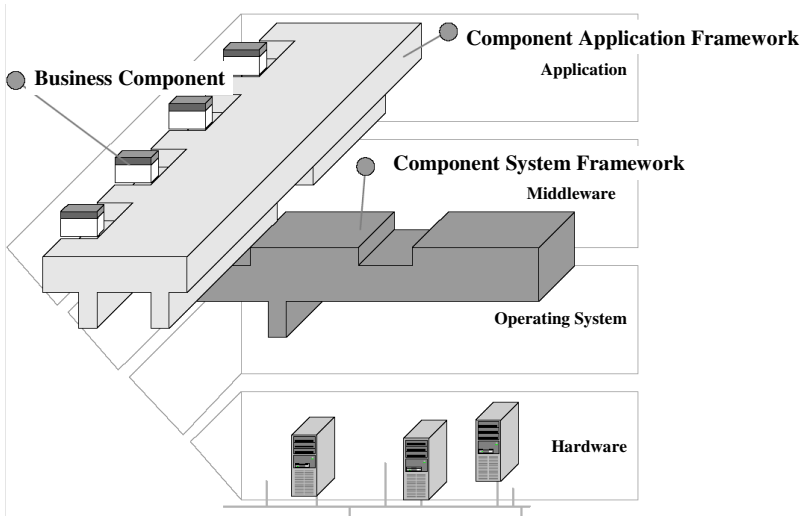 Component Application Framework
Application
Business Component
Component System Framework
Middleware
Operating System
Hardware